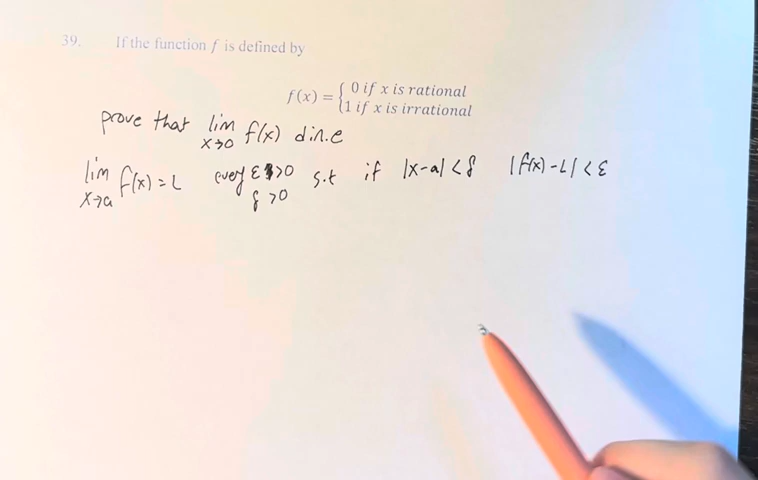 39. If the function f is defined by
f(x) = { 0 if x is rational
1 if x is irrational
prove that lim x→0 f(x) d.n.e
lim x→a f(x) = L every ε > 0 δ > 0 s.t if |x-a| < δ |f(x) - L| < ε